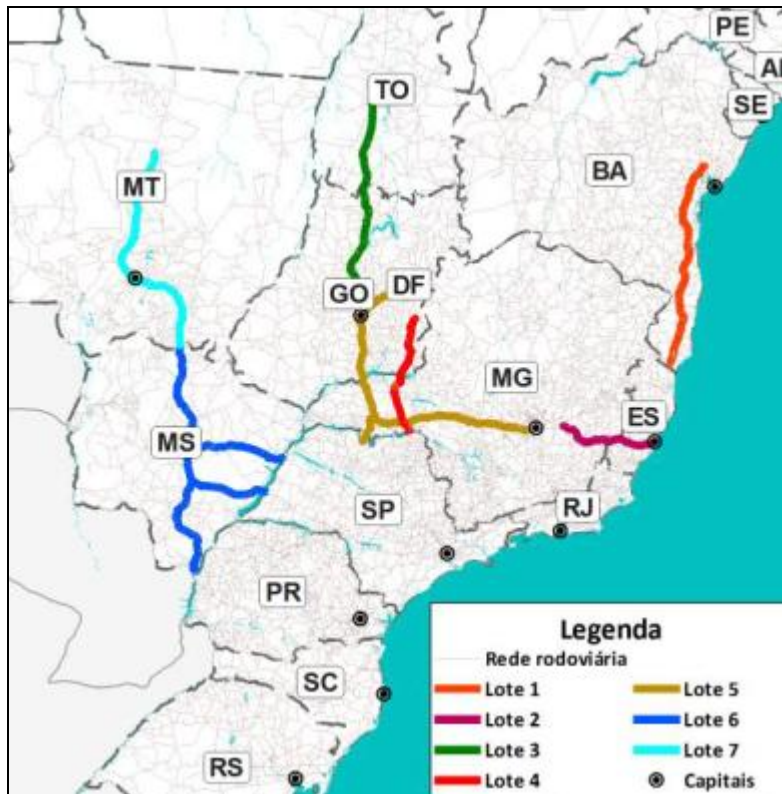 PE
AL
SE
TO
BA
MT
DF
GO
MG
ES
MS
SP
RJ
PR
SC
RS
Legenda
Rede rodoviária
Lote 1
Lote 2
Lote 3
Lote 4
Lote 5
Lote 6
Lote 7
Capitais